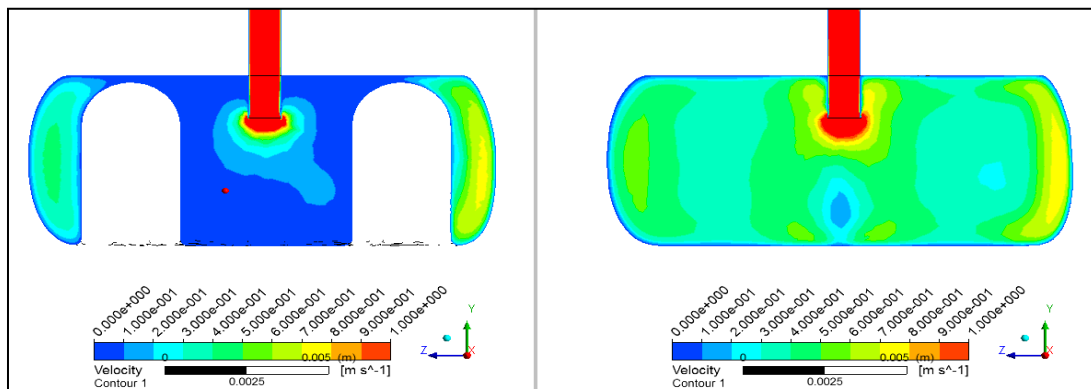 0.000e+000
1.000e-001
2.000e-001
3.000e-001
4.000e-001
5.000e-001
6.000e-001
7.000e-001
8.000e-001
9.000e-001
1.000e+000
0 0.005 (m)
Velocity [m s^-1]
Contour 1
0.0025
Y
Z X
0.000e+000
1.000e-001
2.000e-001
3.000e-001
4.000e-001
5.000e-001
6.000e-001
7.000e-001
8.000e-001
9.000e-001
1.000e+000
0 0.005 (m)
Velocity [m s^-1]
Contour 1
0.0025
Y
Z X